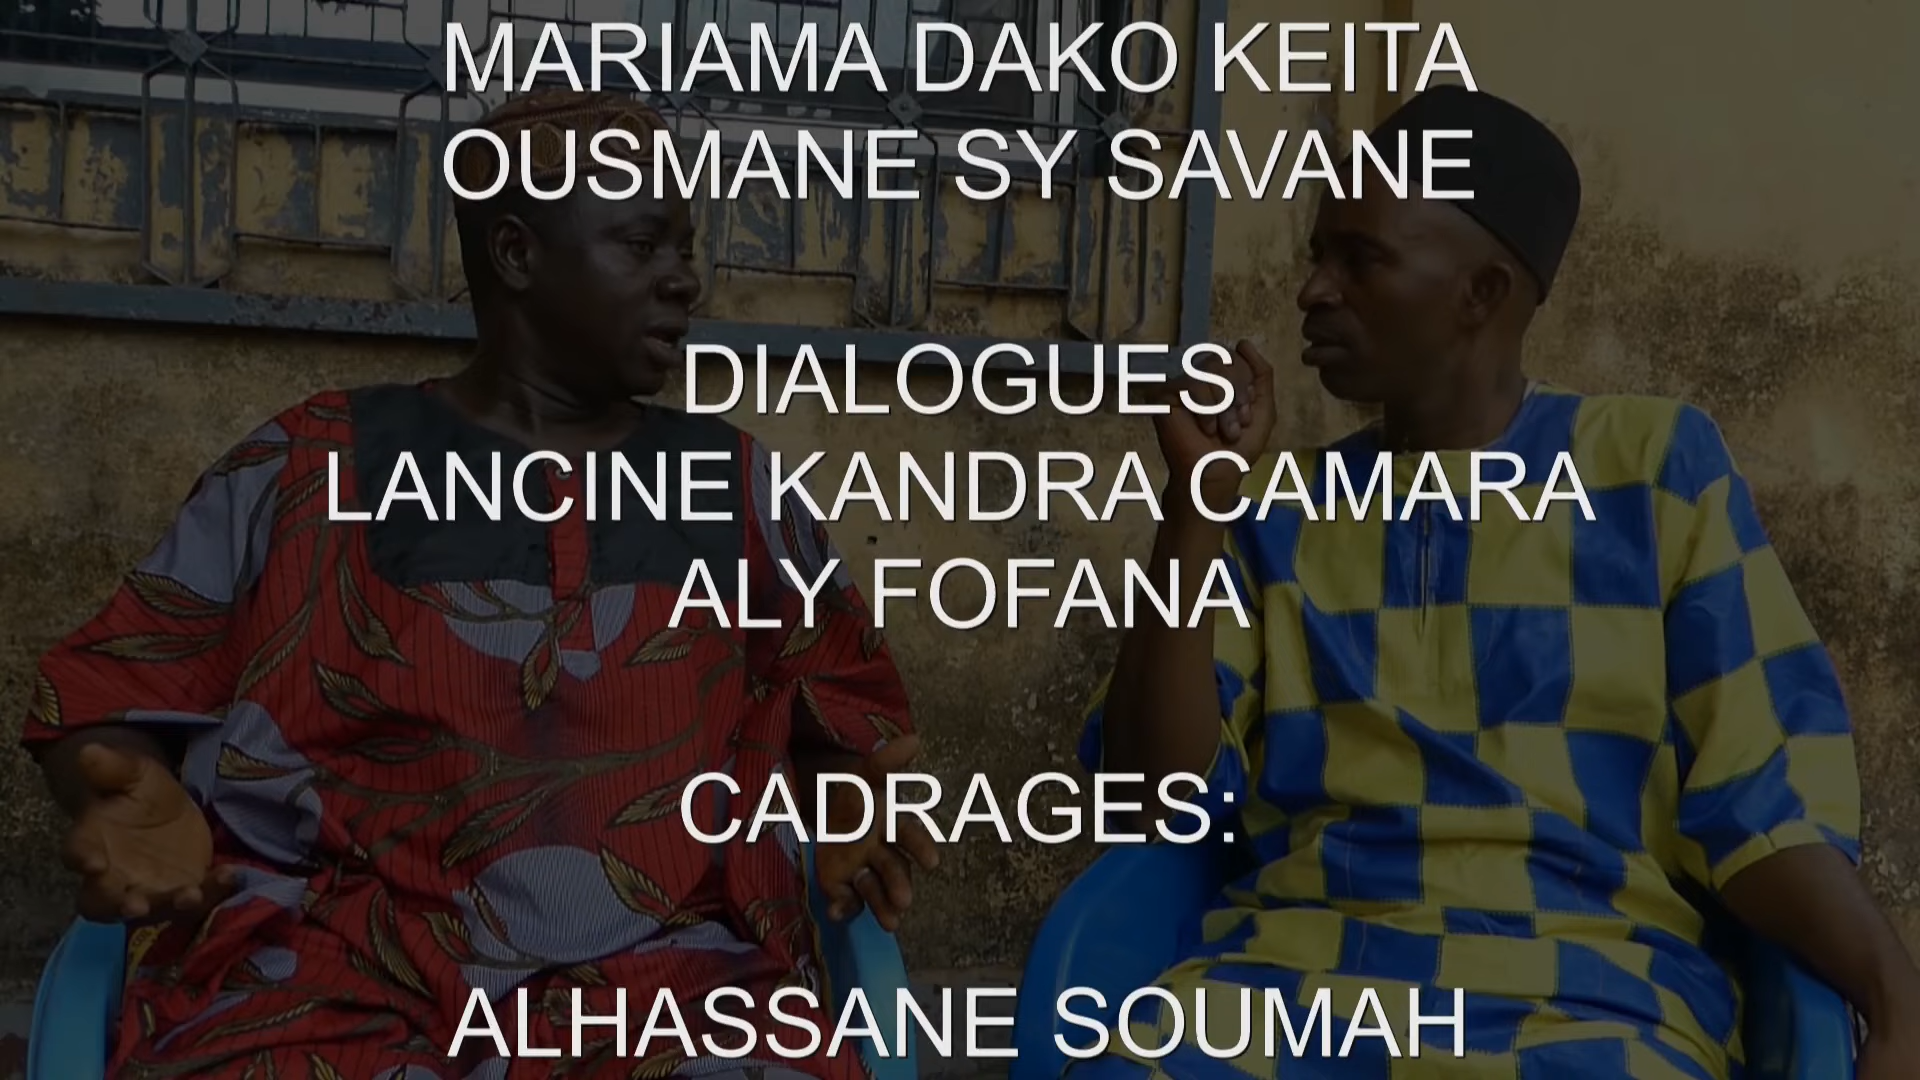 MARIAMA DAKO KEITA
OUSMANE SY SAVANE
DIALOGUES
LANCINE KANDRA CAMARA
ALY FOFANA
CADRAGES:
ALHASSANE SOUMAH